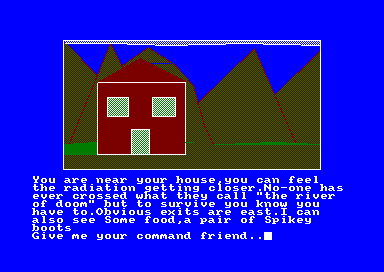 You are near your house,you can feel
the radiation getting closer.No-one has
ever crossed what they call "the river
of doom" but to survive you know you
have to.Obvious exits are east.I can
also see Some food,a pair of Spikey
boots
Give me your command friend..